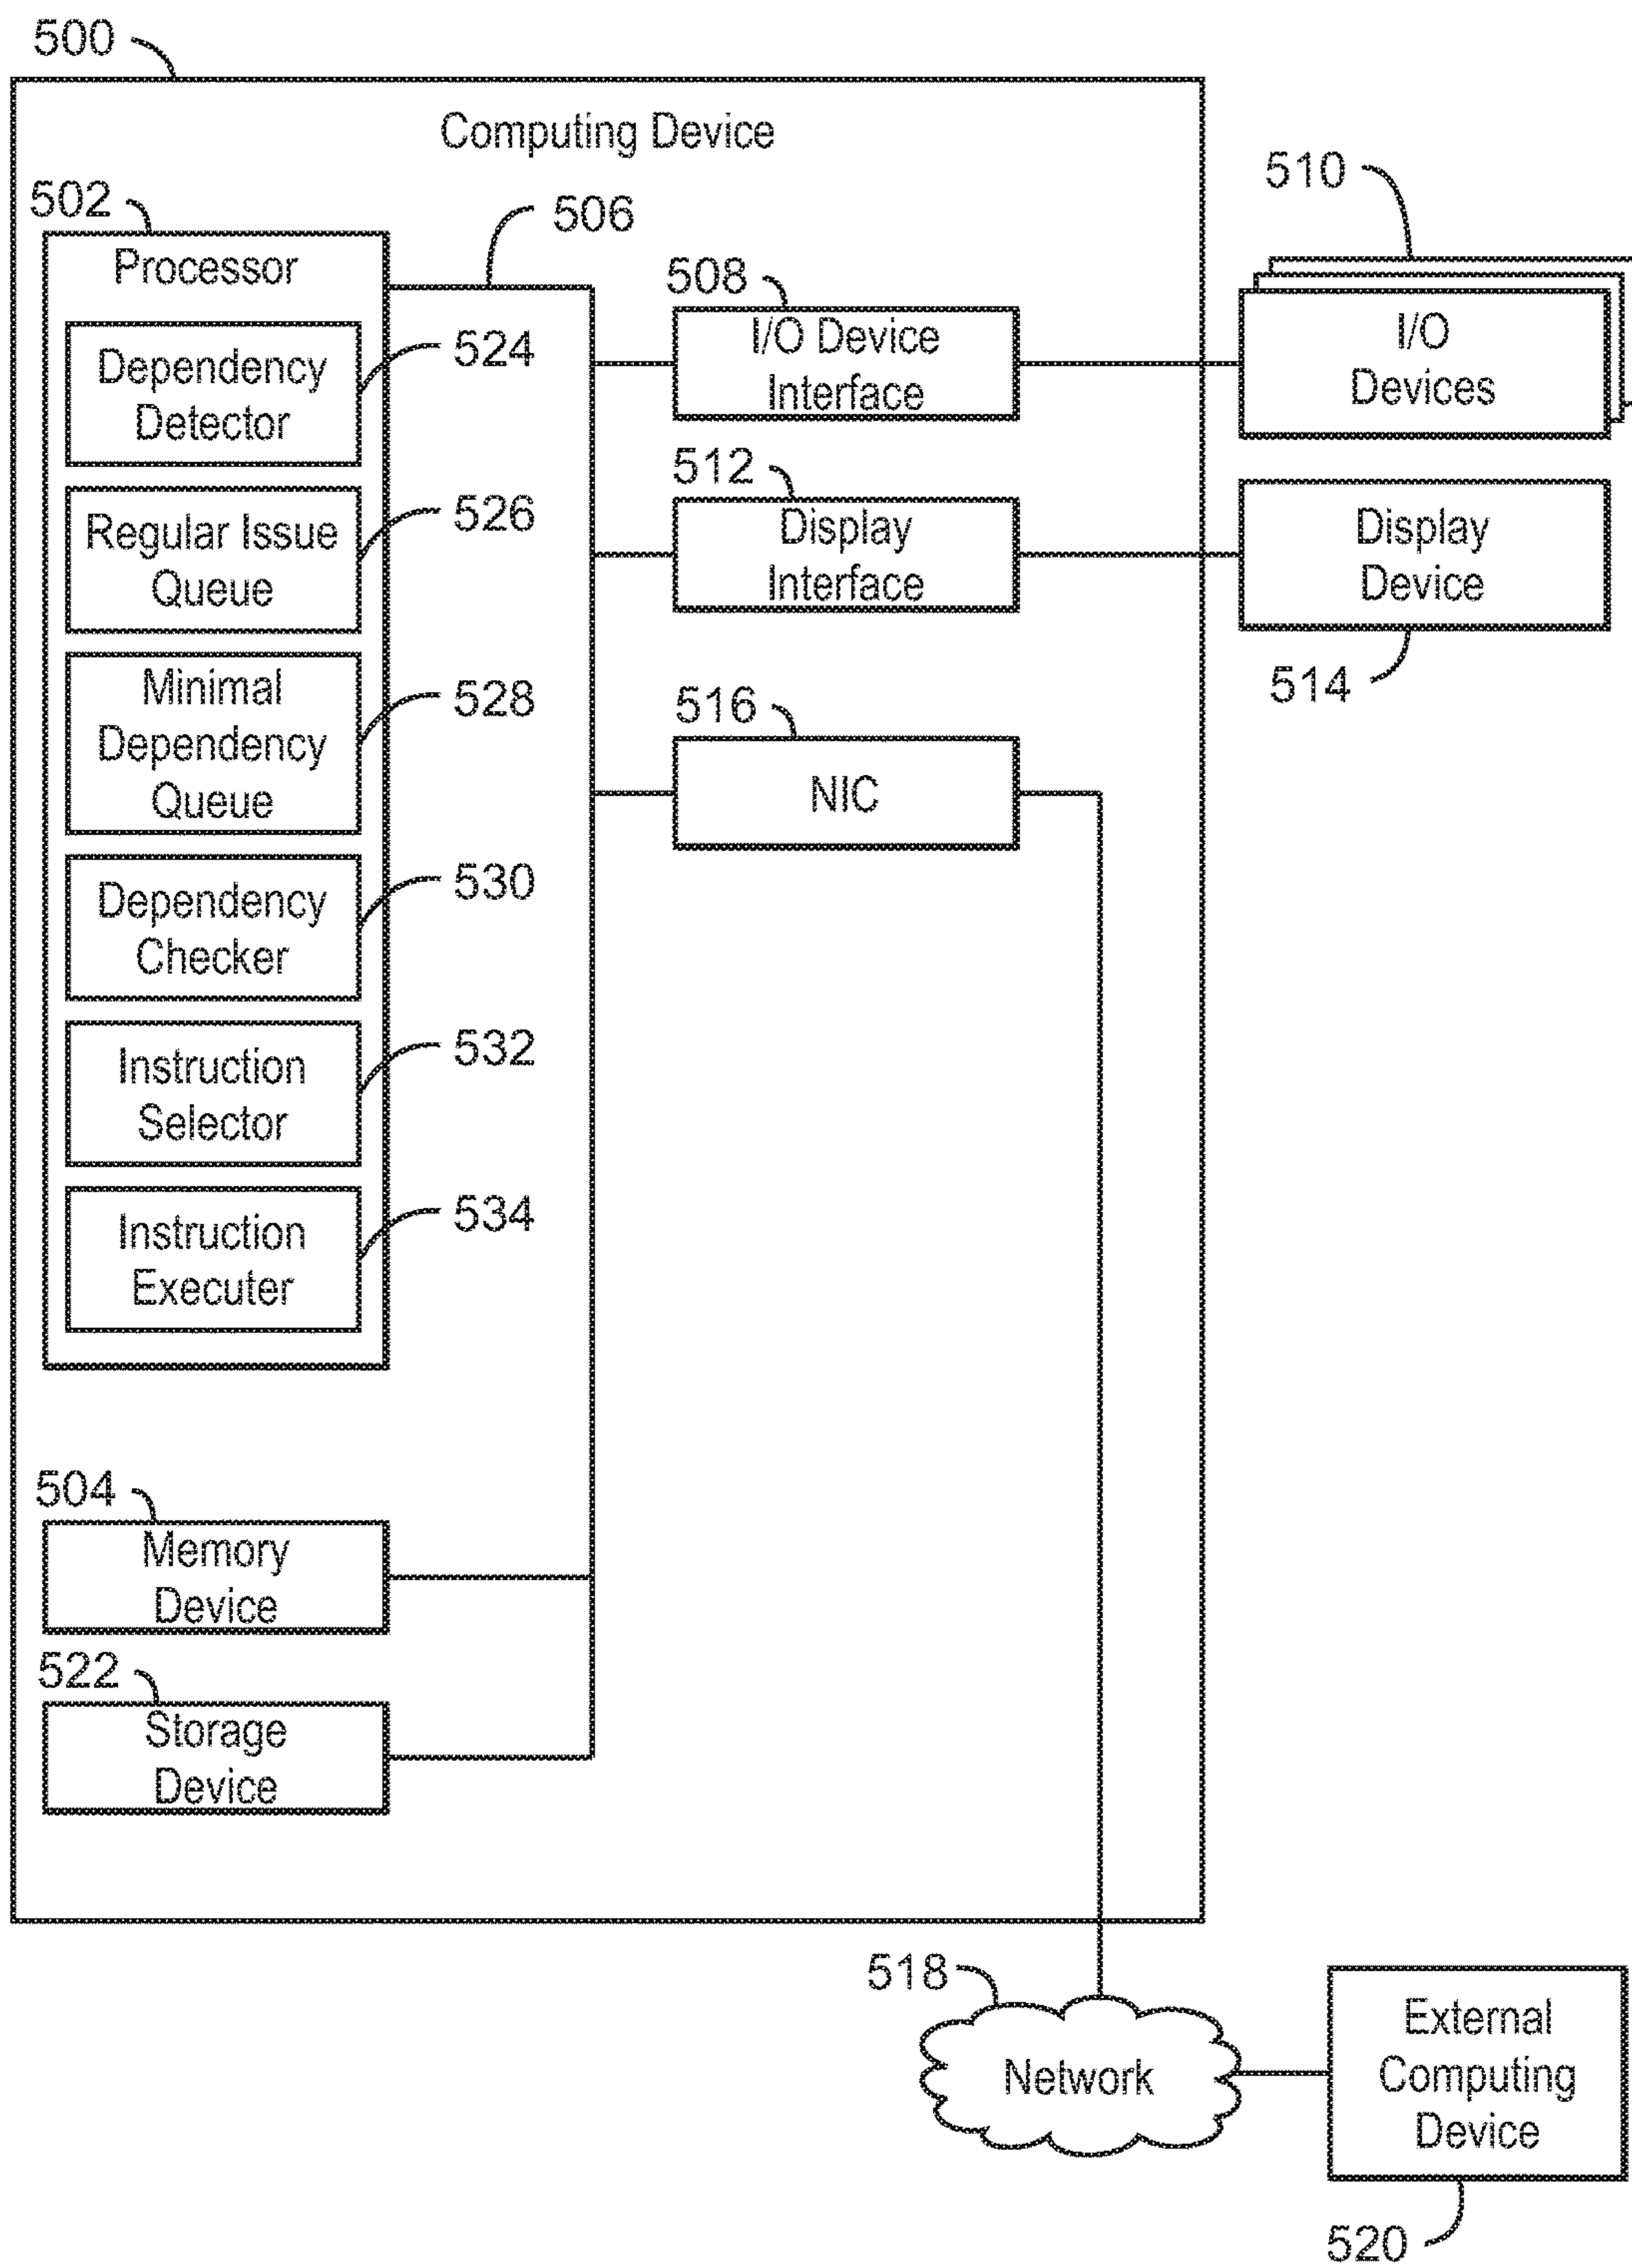 500
Computing Device
502
506
Processor
508
510
I/O Device
Interface
I/O
Devices
Dependency
Detector
524
512
Display
Interface
Display
Device
514
Regular Issue
Queue
526
Minimal
Dependency
Queue
528
516
NIC
Dependency
Checker
530
Instruction
Selector
532
Instruction
Executer
534
504
Memory
Device
522
Storage
Device
518
Network
External
Computing
Device
520